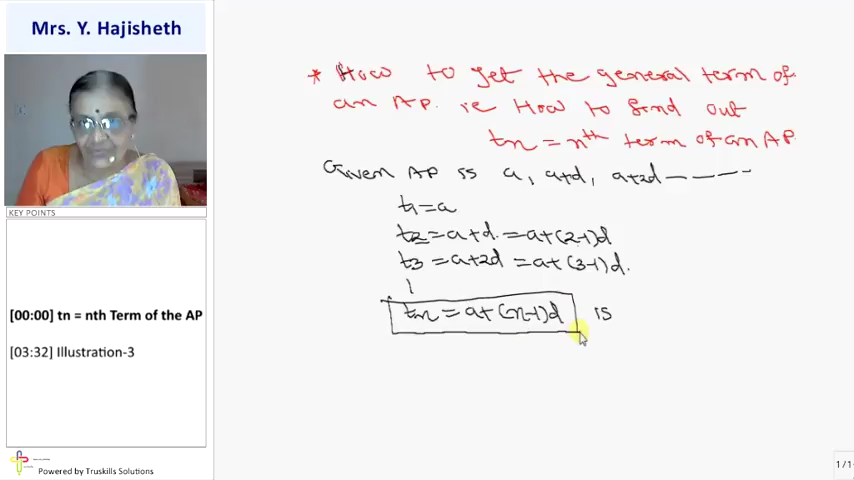 Mrs. Y. Hajisheth
KEY POINTS
[00:00] tn = nth Term of the AP
[03:32] Illustration-3
Powered by Truskills Solutions
* How to get the general term of
an AP. ie How to find out
tn = nth term of an AP
Given AP is a, a+d, a+2d ----
t1 = a
t2 = a+d. = a+(2-1)d
t3 = a+2d = a+(3-1)d.
tn = a+(n-1)d is
1/1